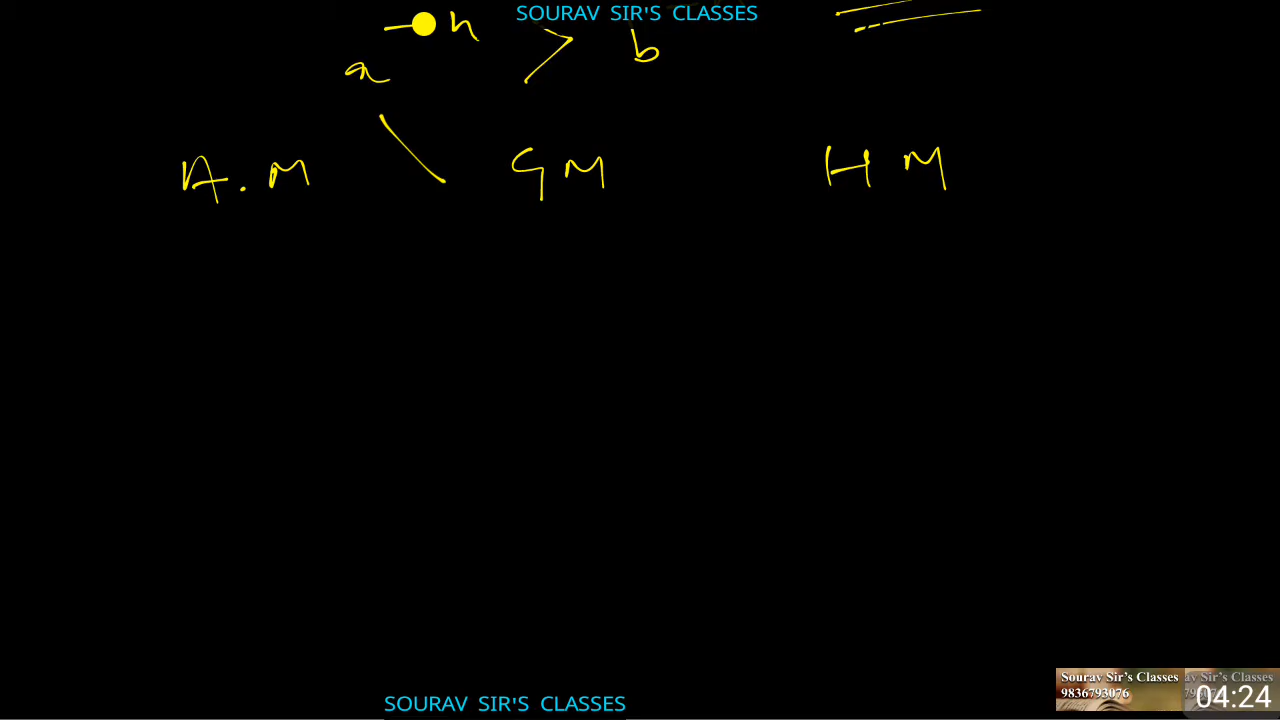 SOURAV SIR'S CLASSES
n
> b
a
A.M \ GM HM
SOURAV SIR'S CLASSES
Sourav Sir's Classes
9836793076
04:24